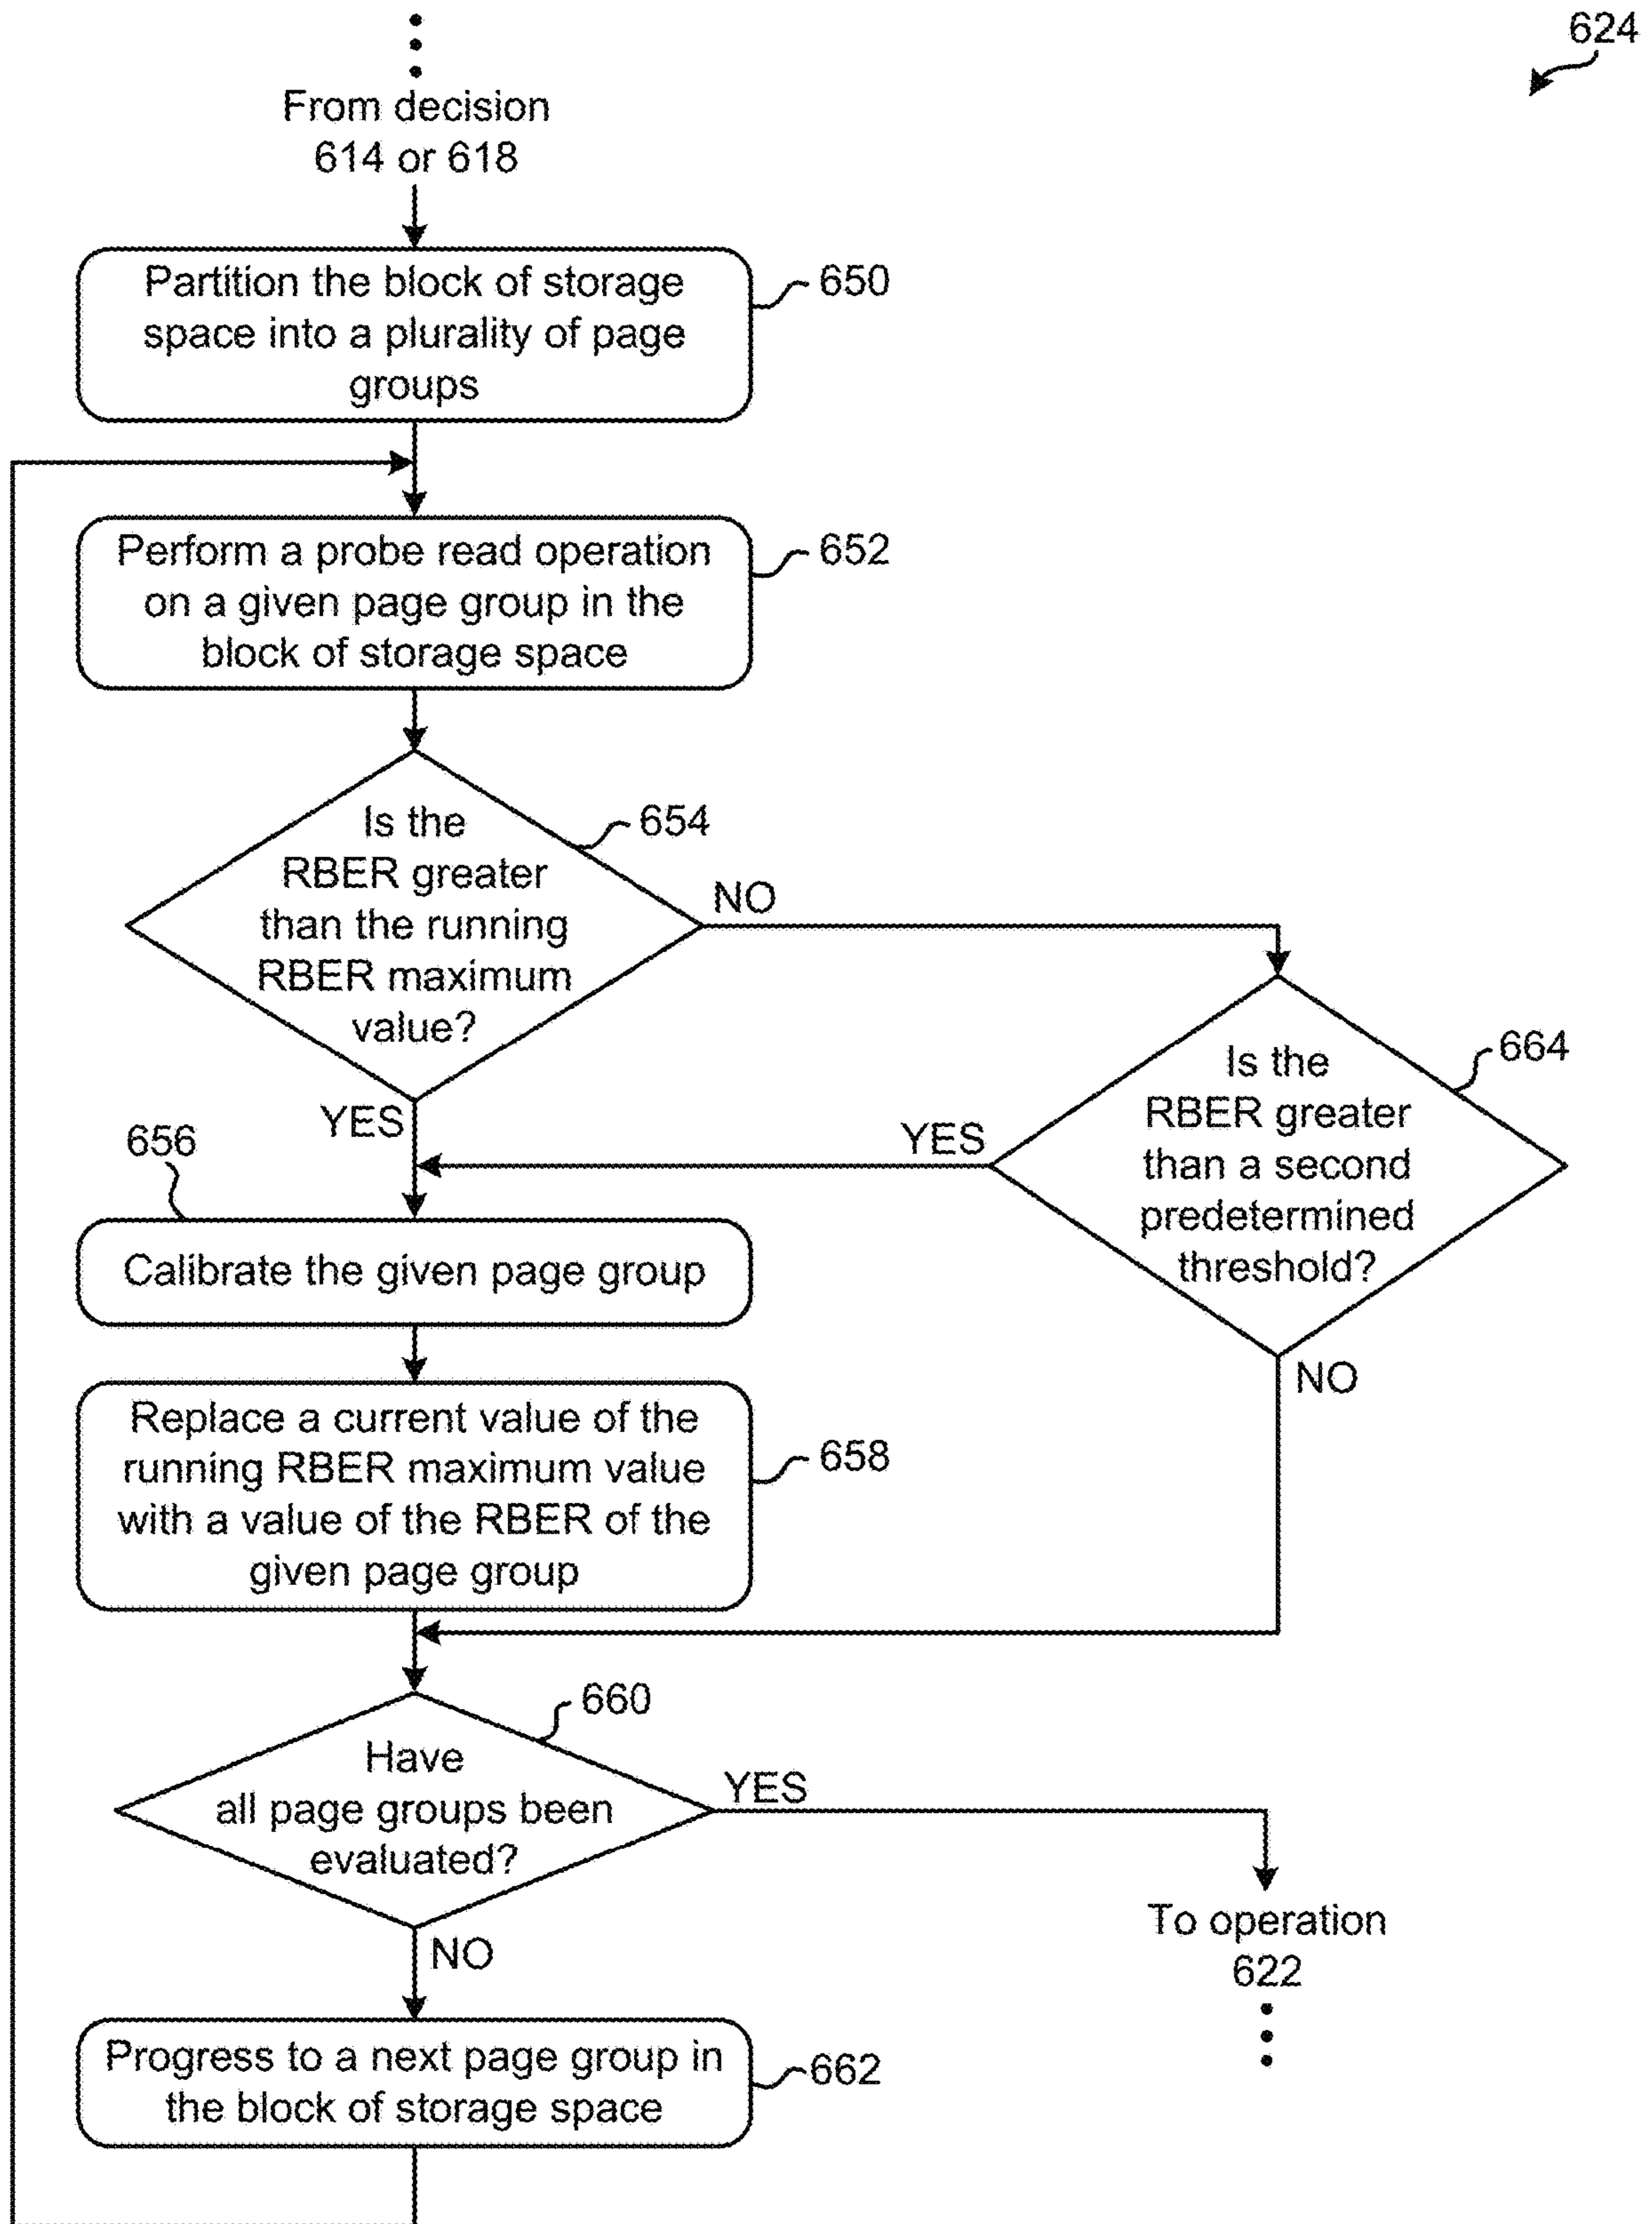 624
From decision
614 or 618
Partition the block of storage
space into a plurality of page
groups
650
Perform a probe read operation
on a given page group in the
block of storage space
652
Is the
RBER greater
than the running
RBER maximum
value?
654
NO
YES
Is the
RBER greater
than a second
predetermined
threshold?
664
YES
NO
656
Calibrate the given page group
Replace a current value of the
running RBER maximum value
with a value of the RBER of the
given page group
658
660
Have
all page groups been
evaluated?
YES
NO
To operation
622
Progress to a next page group in
the block of storage space
662